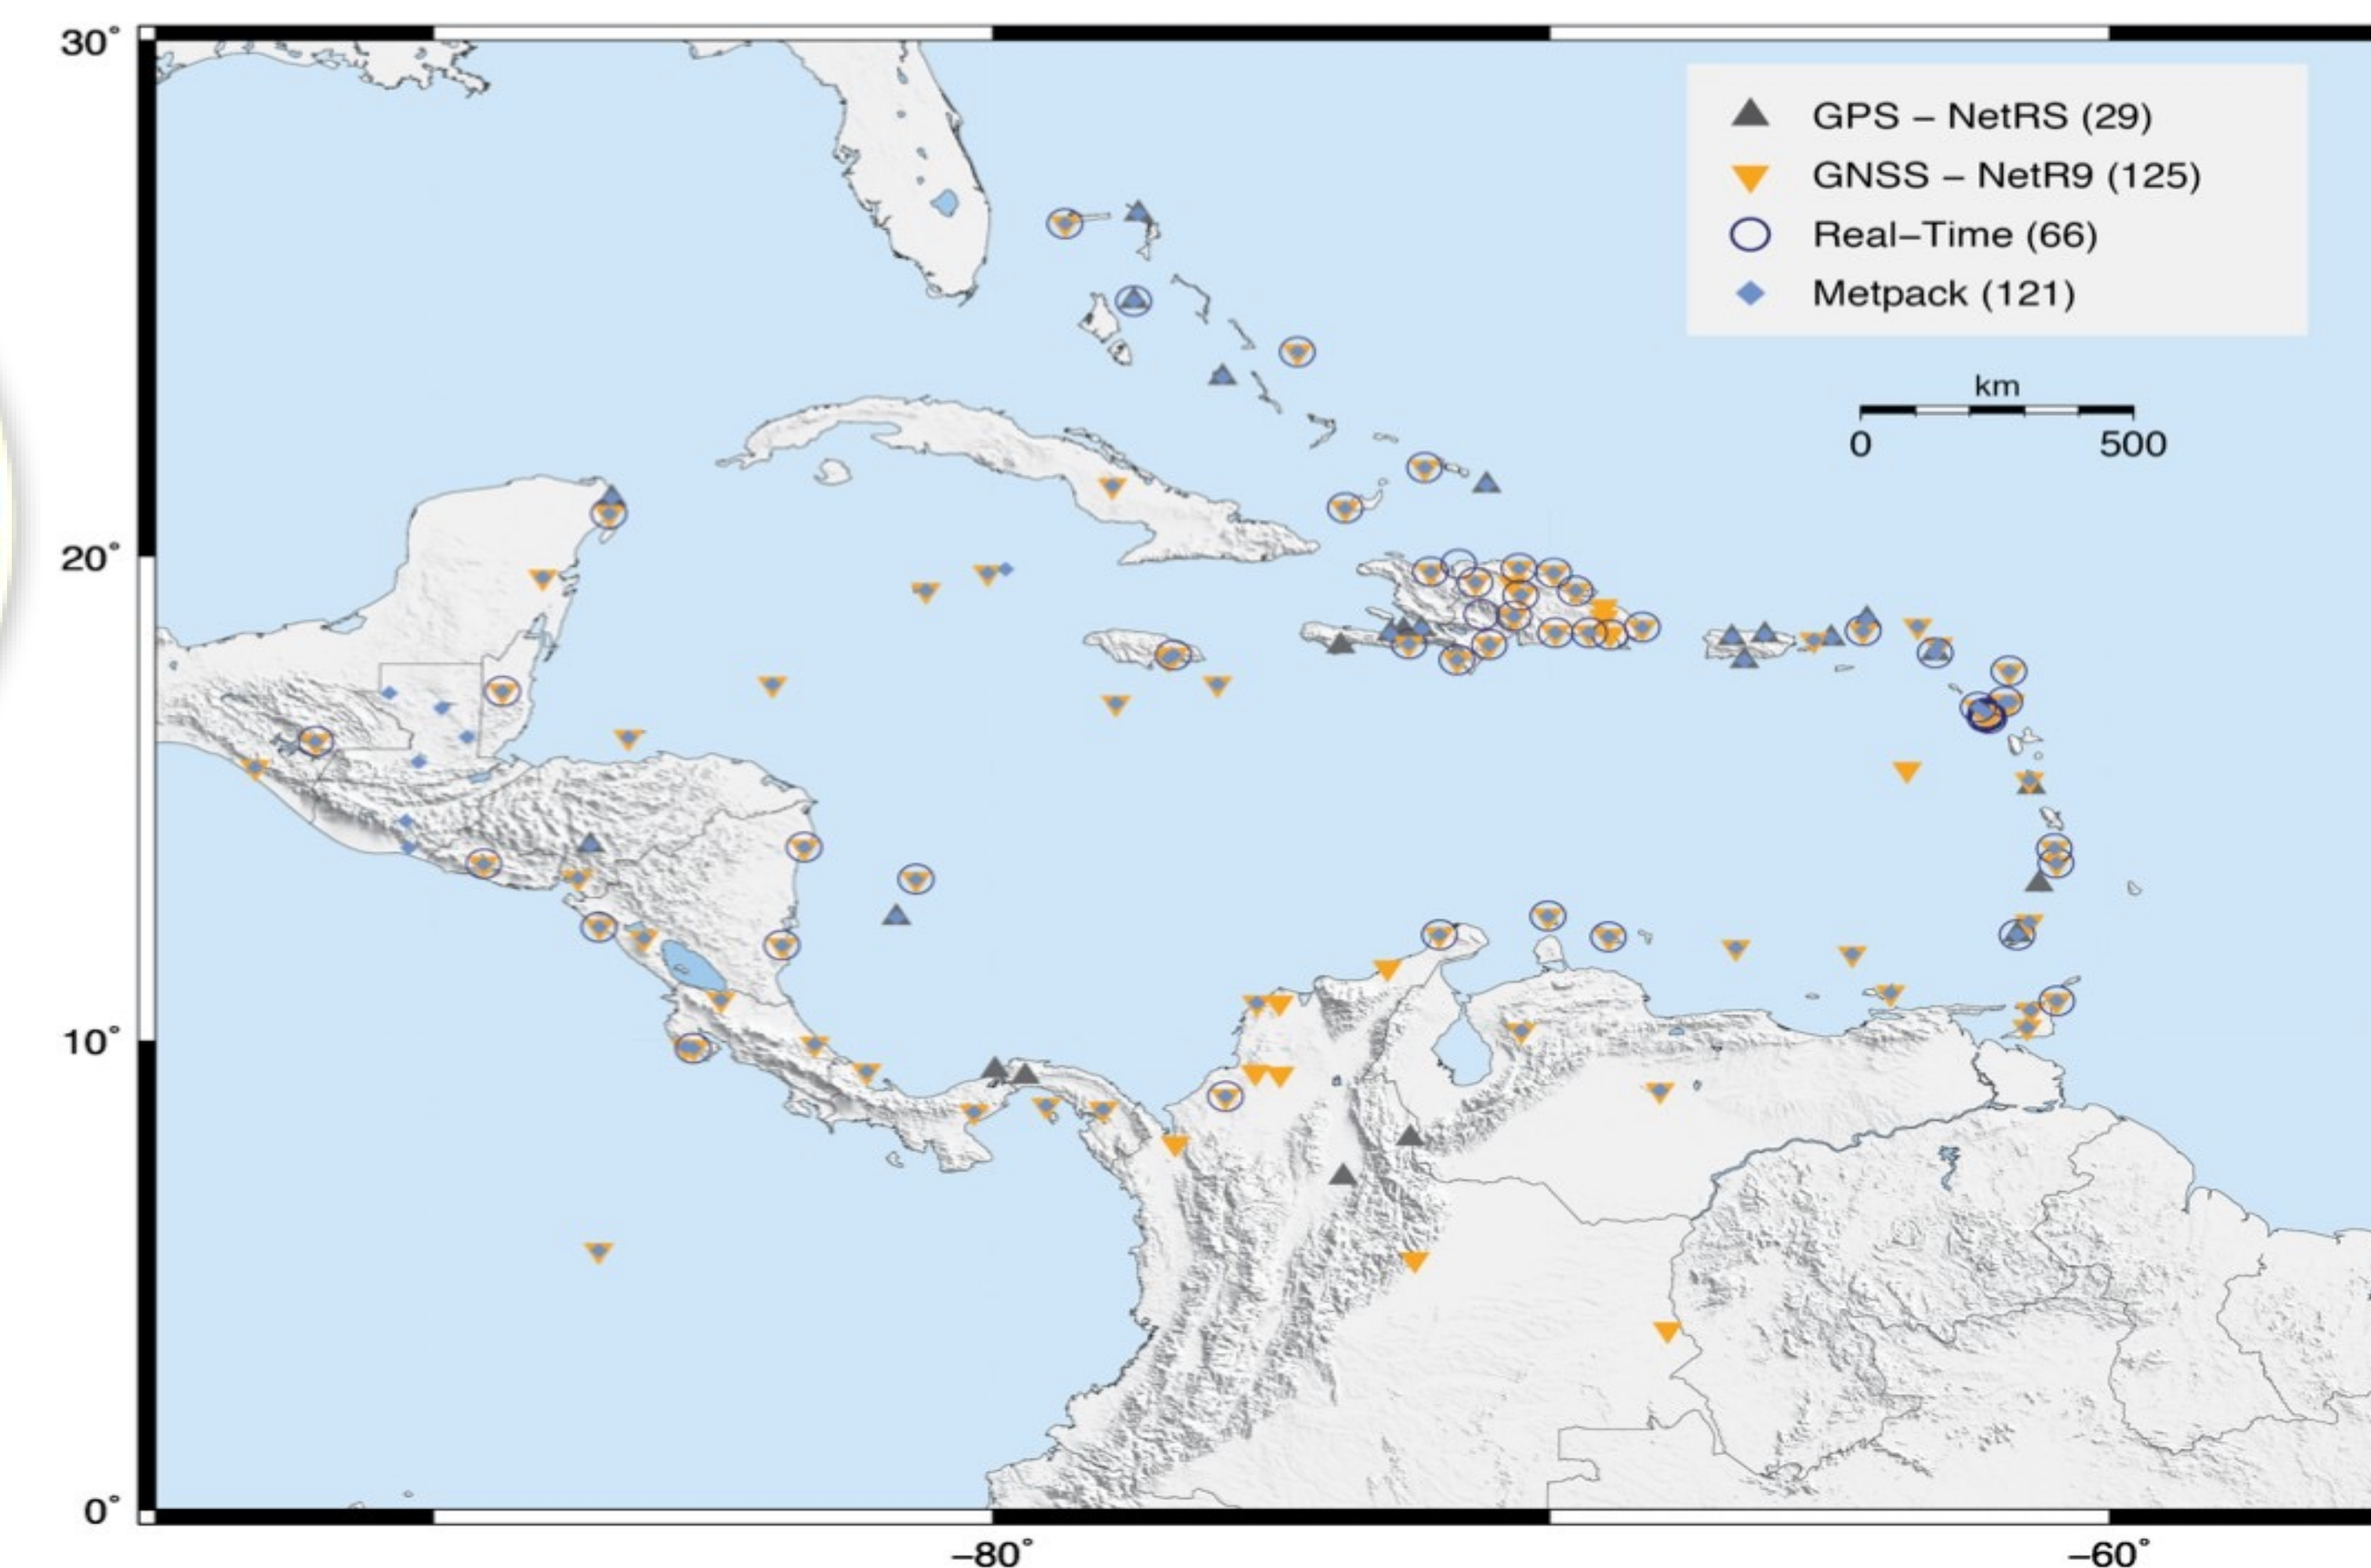 30°
GPS – NetRS (29)
GNSS – NetR9 (125)
Real–Time (66)
Metpack (121)
km
0 500
20°
10°
0°
–80° –60°